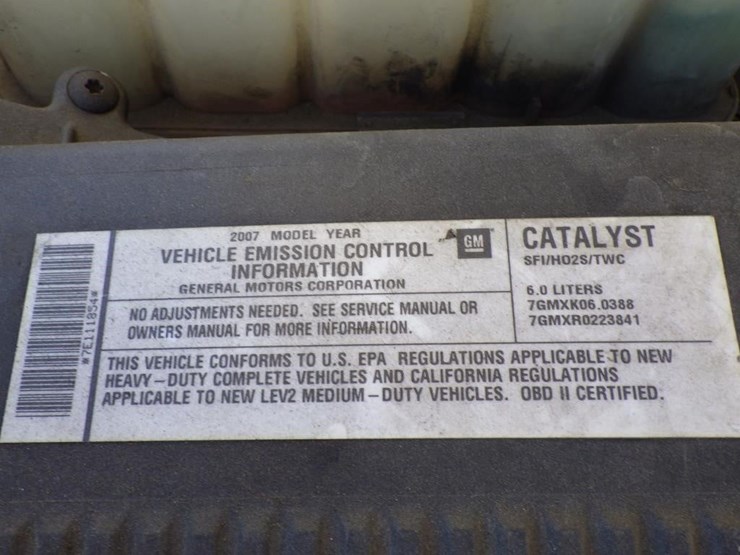 *7E111854*
2007 MODEL YEAR
VEHICLE EMISSION CONTROL
INFORMATION
GENERAL MOTORS CORPORATION
GM
NO ADJUSTMENTS NEEDED. SEE SERVICE MANUAL OR
OWNERS MANUAL FOR MORE INFORMATION.
CATALYST
SFI/HO2S/TWC
6.0 LITERS
7GMXK06.0388
7GMXR0223841
THIS VEHICLE CONFORMS TO U.S. EPA REGULATIONS APPLICABLE TO NEW
HEAVY-DUTY COMPLETE VEHICLES AND CALIFORNIA REGULATIONS
APPLICABLE TO NEW LEV2 MEDIUM-DUTY VEHICLES. OBD II CERTIFIED.